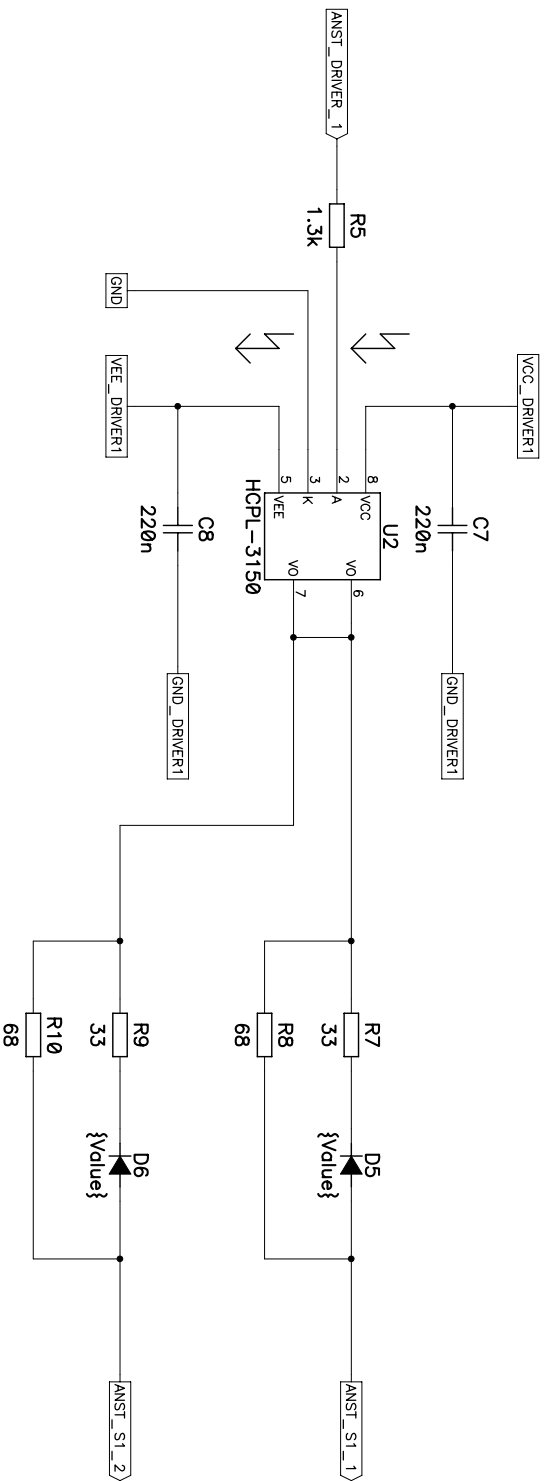 VCC_DRIVER1
C7
220n
GND_DRIVER1
U2
8
VCC
ANST_DRIVER_1
R5
1.3k
2
A
VO
6
R7
33
D5
{Value}
ANST_S1_1
GND
3
K
VO
7
R8
68
5
VEE
HCPL-3150
C8
220n
GND_DRIVER1
VEE_DRIVER1
R9
33
D6
{Value}
ANST_S1_2
R10
68